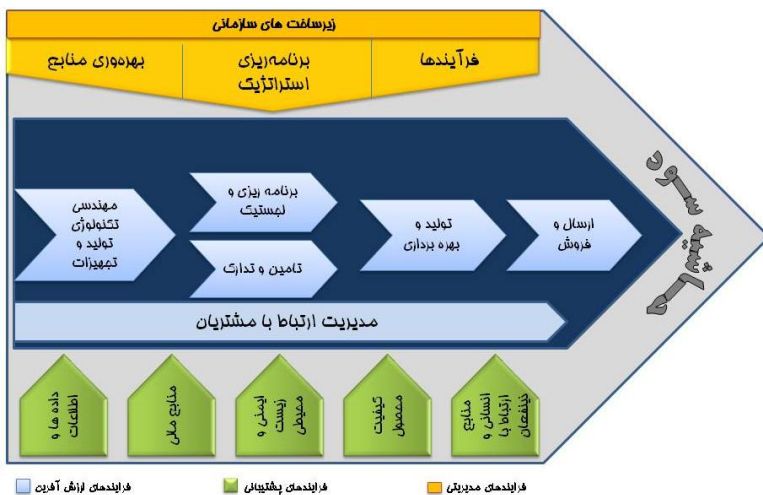 زیرساخت های سازمانی
فرآیندها
برنامه‌ریزی
استراتژیک
بهره‌وری منابع
مهندسی
تکنولوژی
تولید و
تجهیزات
برنامه ریزی و
لجستیک
تامین و تدارک
تولید و
بهره برداری
ارسال و
فروش
مدیریت ارتباط با مشتریان
حاشیه سود
داده ها و
اطلاعات
منابع مالی
ایمنی و
زیست
محیطی
کیفیت
محصول
منابع
انسانی و
ارتباط با
ذینفعان
فرایندهای مدیریتی
فرایندهای پشتیبانی
فرایندهای ارزش آفرین